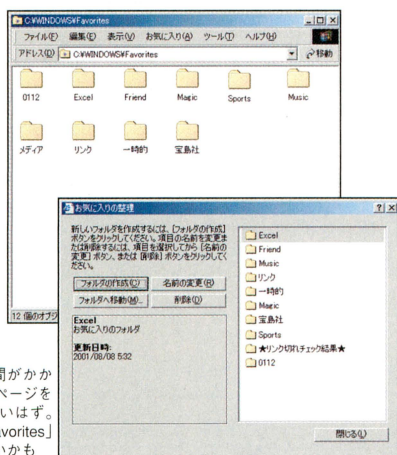 C:¥WINDOWS¥Favorites
ファイル(F) 編集(E) 表示(V) お気に入り(A) ツール(T) ヘルプ(H)
アドレス(D) C:¥WINDOWS¥Favorites 移動
0112 Excel Friend Magic Sports Music
メディア リンク 一時的 宝島社
12 個のオブジ
お気に入りの整理
新しいフォルダを作成するには、[フォルダの作成]
ボタンをクリックしてください。項目の名前を変更ま
たは削除するには、項目を選択してから [名前の
変更] ボタン、または [削除] ボタンをクリックしてく
ださい。
フォルダの作成(C) 名前の変更(R)
フォルダへ移動(M)... 削除(D)
Excel
お気に入りのフォルダ
更新日時:
2001/08/08 5:32
Excel
Friend
Music
リンク
一時的
Magic
宝島社
Sports
★リンク切れチェック結果★
0112
閉じる(L)
間がかか
ページを
いはず。
avorites」
いかも